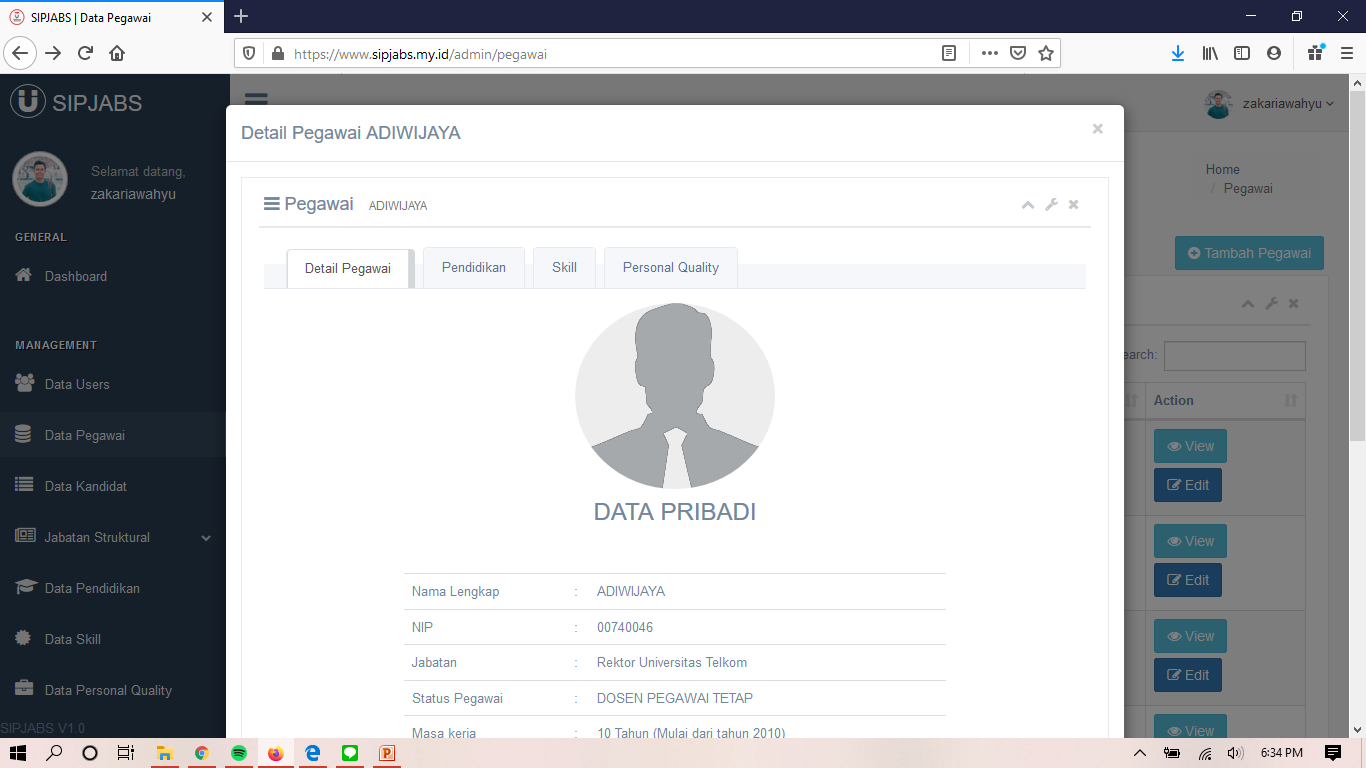 SIPJABS | Data Pegawai
https://www.sipjabs.my.id/admin/pegawai
SIPJABS
zakariawahyu
Selamat datang,
zakariawahyu
GENERAL
Dashboard
MANAGEMENT
Data Users
Data Pegawai
Data Kandidat
Jabatan Struktural
Data Pendidikan
Data Skill
Data Personal Quality
SIPJABS V1.0
Detail Pegawai ADIWIJAYA
Pegawai ADIWIJAYA
Detail Pegawai
Pendidikan
Skill
Personal Quality
DATA PRIBADI
Nama Lengkap : ADIWIJAYA
NIP : 00740046
Jabatan : Rektor Universitas Telkom
Status Pegawai : DOSEN PEGAWAI TETAP
Masa kerja : 10 Tahun (Mulai dari tahun 2010)
Home
/ Pegawai
Tambah Pegawai
earch:
Action
View
Edit
View
Edit
View
Edit
View
6:34 PM